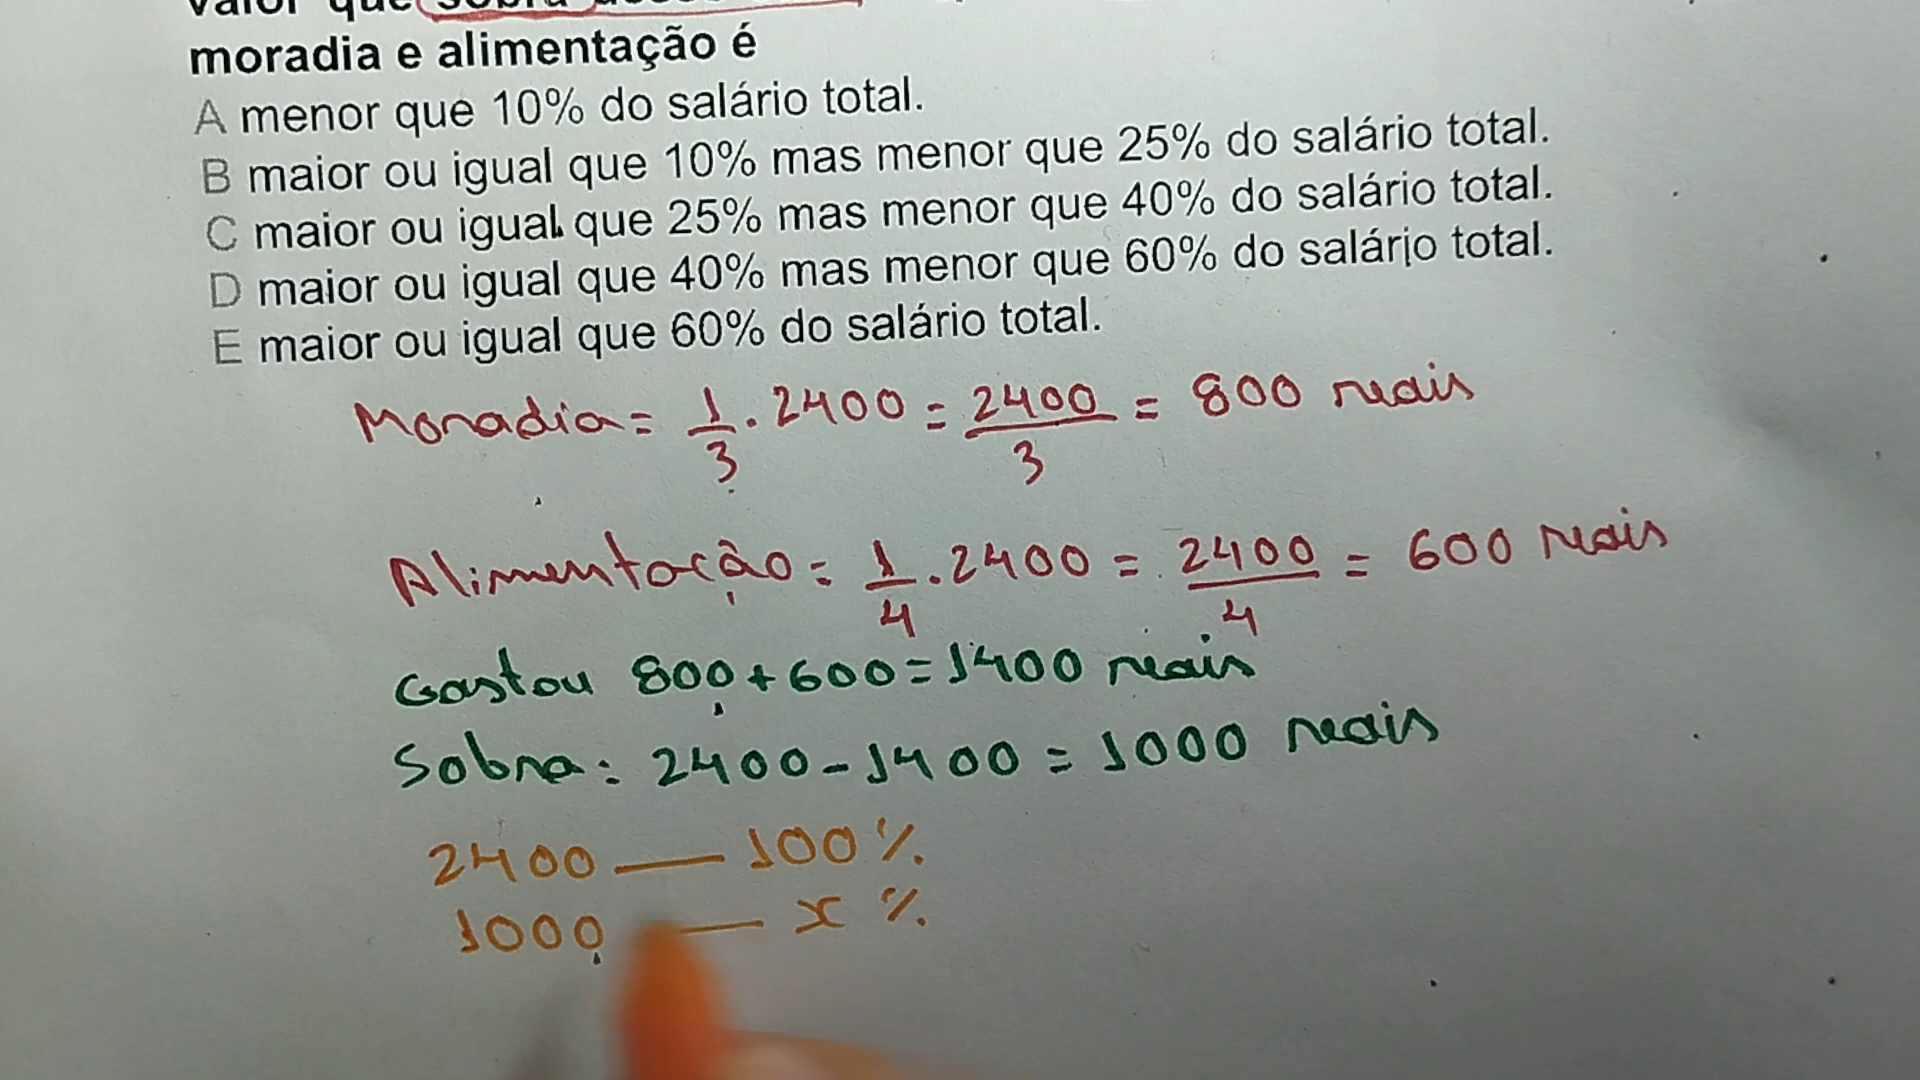 valor que sobra
moradia e alimentação é
A menor que 10% do salário total.
B maior ou igual que 10% mas menor que 25% do salário total.
C maior ou igual que 25% mas menor que 40% do salário total.
D maior ou igual que 40% mas menor que 60% do salário total.
E maior ou igual que 60% do salário total.
Moradia = 1/3 . 2400 = 2400/3 = 800 reais
Alimentação = 1/4 . 2400 = 2400/4 = 600 reais
Gastou 800 + 600 = 1400 reais
Sobra: 2400 - 1400 = 1000 reais
2400 — 100 %
1000 — x %